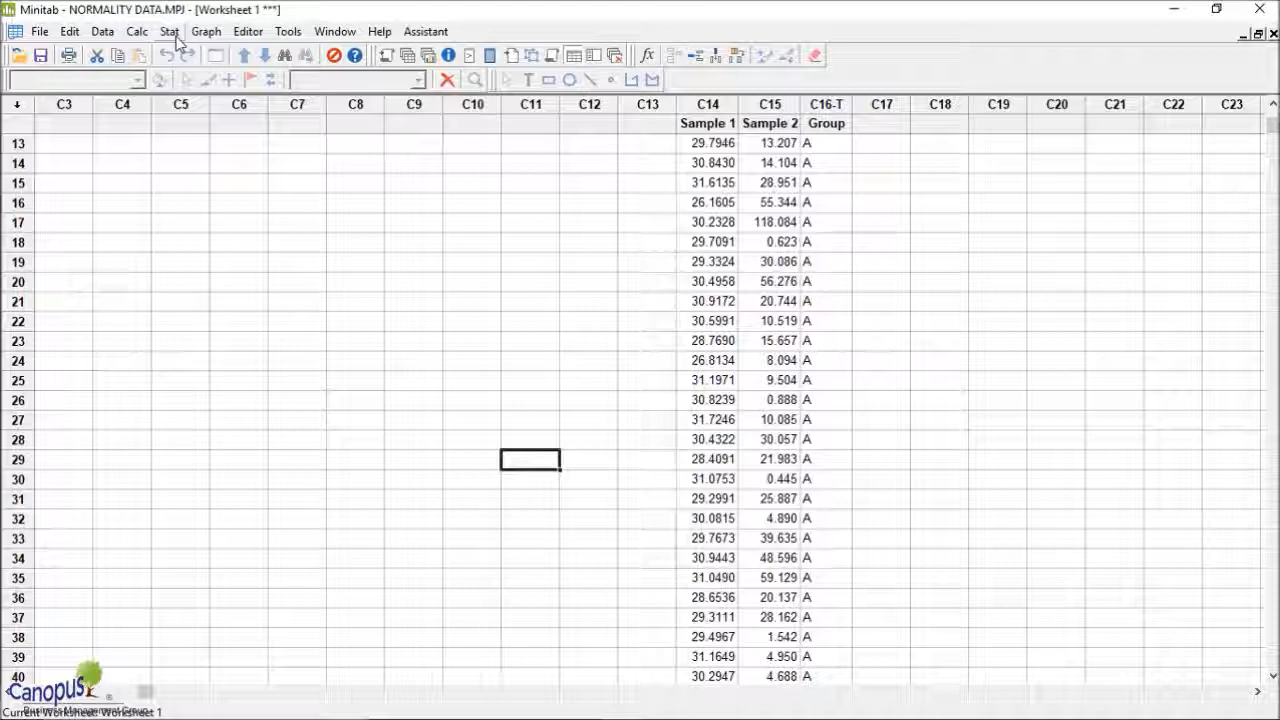 Minitab - NORMALITY DATA.MPJ - [Worksheet 1 ***]
File Edit Data Calc Stat Graph Editor Tools Window Help Assistant
C3 C4 C5 C6 C7 C8 C9 C10 C11 C12 C13 C14 C15 C16-T C17 C18 C19 C20 C21 C22 C23
Sample 1 Sample 2 Group
13 29.7946 13.207 A
14 30.8430 14.104 A
15 31.6135 28.951 A
16 26.1605 55.344 A
17 30.2328 118.084 A
18 29.7091 0.623 A
19 29.3324 30.086 A
20 30.4958 56.276 A
21 30.9172 20.744 A
22 30.5991 10.519 A
23 28.7690 15.657 A
24 26.8134 8.094 A
25 31.1971 9.504 A
26 30.8239 0.888 A
27 31.7246 10.085 A
28 30.4322 30.057 A
29 28.4091 21.983 A
30 31.0753 0.445 A
31 29.2991 25.887 A
32 30.0815 4.890 A
33 29.7673 39.635 A
34 30.9443 48.596 A
35 31.0490 59.129 A
36 28.6536 20.137 A
37 29.3111 28.162 A
38 29.4967 1.542 A
39 31.1649 4.950 A
40 30.2947 4.688 A
Canopus
Business Management Group
Current Worksheet: Worksheet 1